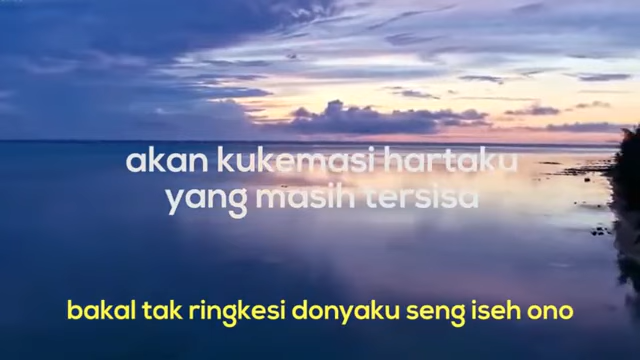 akan kukemasi hartaku
yang masih tersisa
bakal tak ringkesi donyaku seng iseh ono